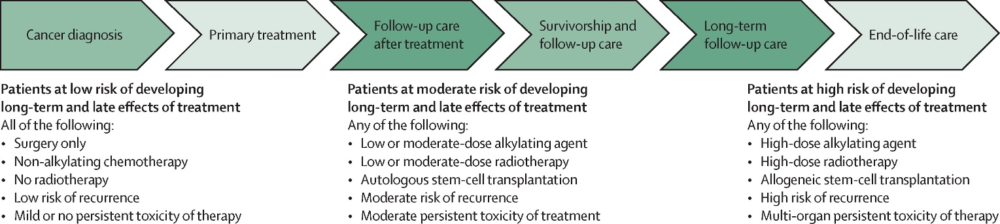 Cancer diagnosis
Primary treatment
Follow-up care
after treatment
Survivorship and
follow-up care
Long-term
follow-up care
End-of-life care
Patients at low risk of developing
long-term and late effects of treatment
All of the following:
• Surgery only
• Non-alkylating chemotherapy
• No radiotherapy
• Low risk of recurrence
• Mild or no persistent toxicity of therapy
Patients at moderate risk of developing
long-term and late effects of treatment
Any of the following:
• Low or moderate-dose alkylating agent
• Low or moderate-dose radiotherapy
• Autologous stem-cell transplantation
• Moderate risk of recurrence
• Moderate persistent toxicity of treatment
Patients at high risk of developing
long-term and late effects of treatment
Any of the following:
• High-dose alkylating agent
• High-dose radiotherapy
• Allogeneic stem-cell transplantation
• High risk of recurrence
• Multi-organ persistent toxicity of therapy